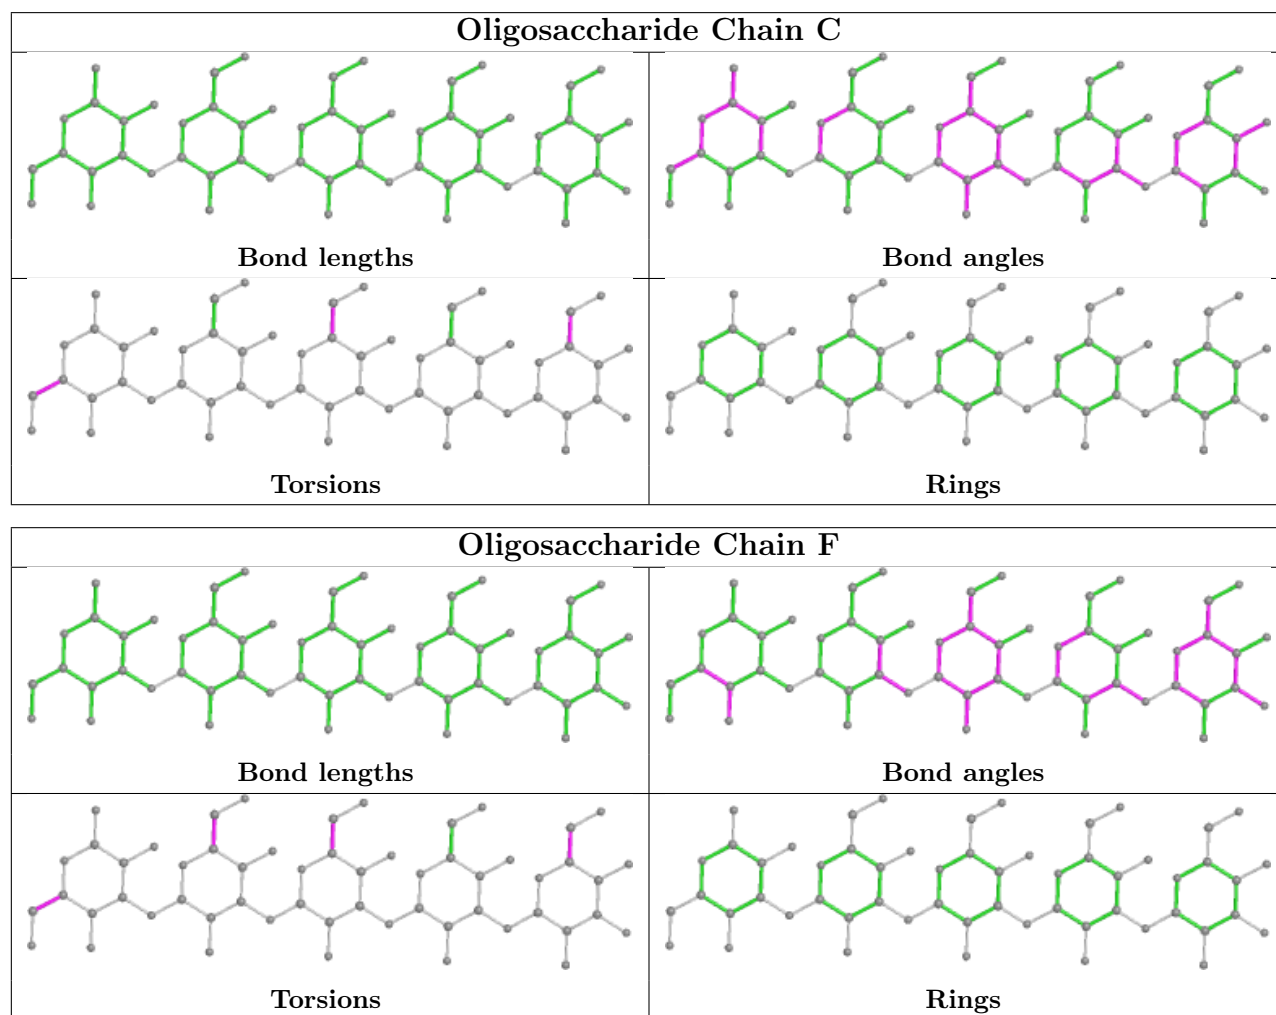 Oligosaccharide Chain C
Bond lengths
Bond angles
Torsions
Rings
Oligosaccharide Chain F
Bond lengths
Bond angles
Torsions
Rings